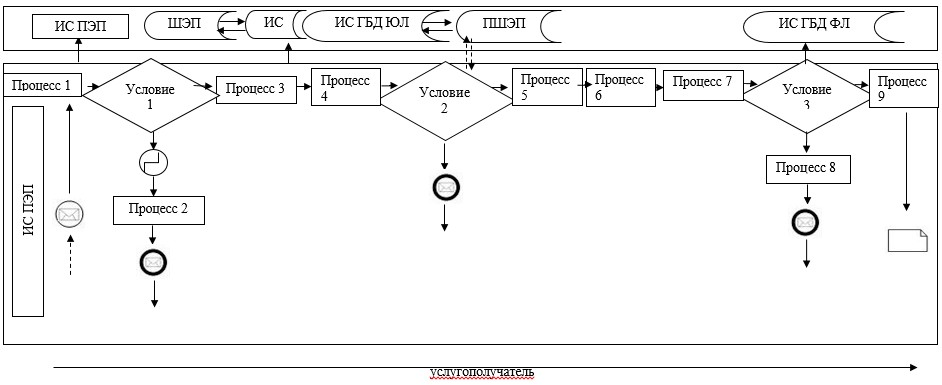 ИС ПЭП
ШЭП
ИС
ИС ГБД ЮЛ
ПШЭП
ИС ГБД ФЛ
Процесс 1
Условие
1
Процесс 3
Процесс
4
Условие
2
Процесс
5
Процесс
6
Процесс 7
Условие
3
Процесс
9
Процесс 8
Процесс 2
ИС ПЭП
услугополучатель